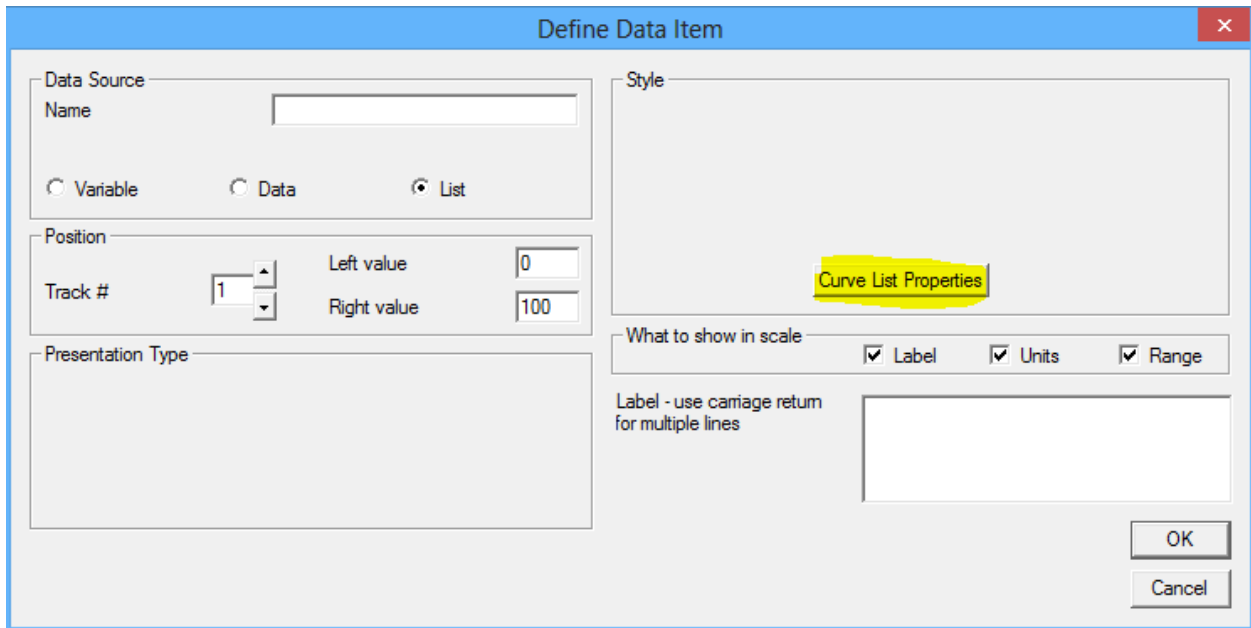 Define Data Item
Data Source
Name
Variable
Data
List
Position
Track #
1
Left value
0
Right value
100
Presentation Type
Style
Curve List Properties
What to show in scale
Label
Units
Range
Label - use carriage return
for multiple lines
OK
Cancel